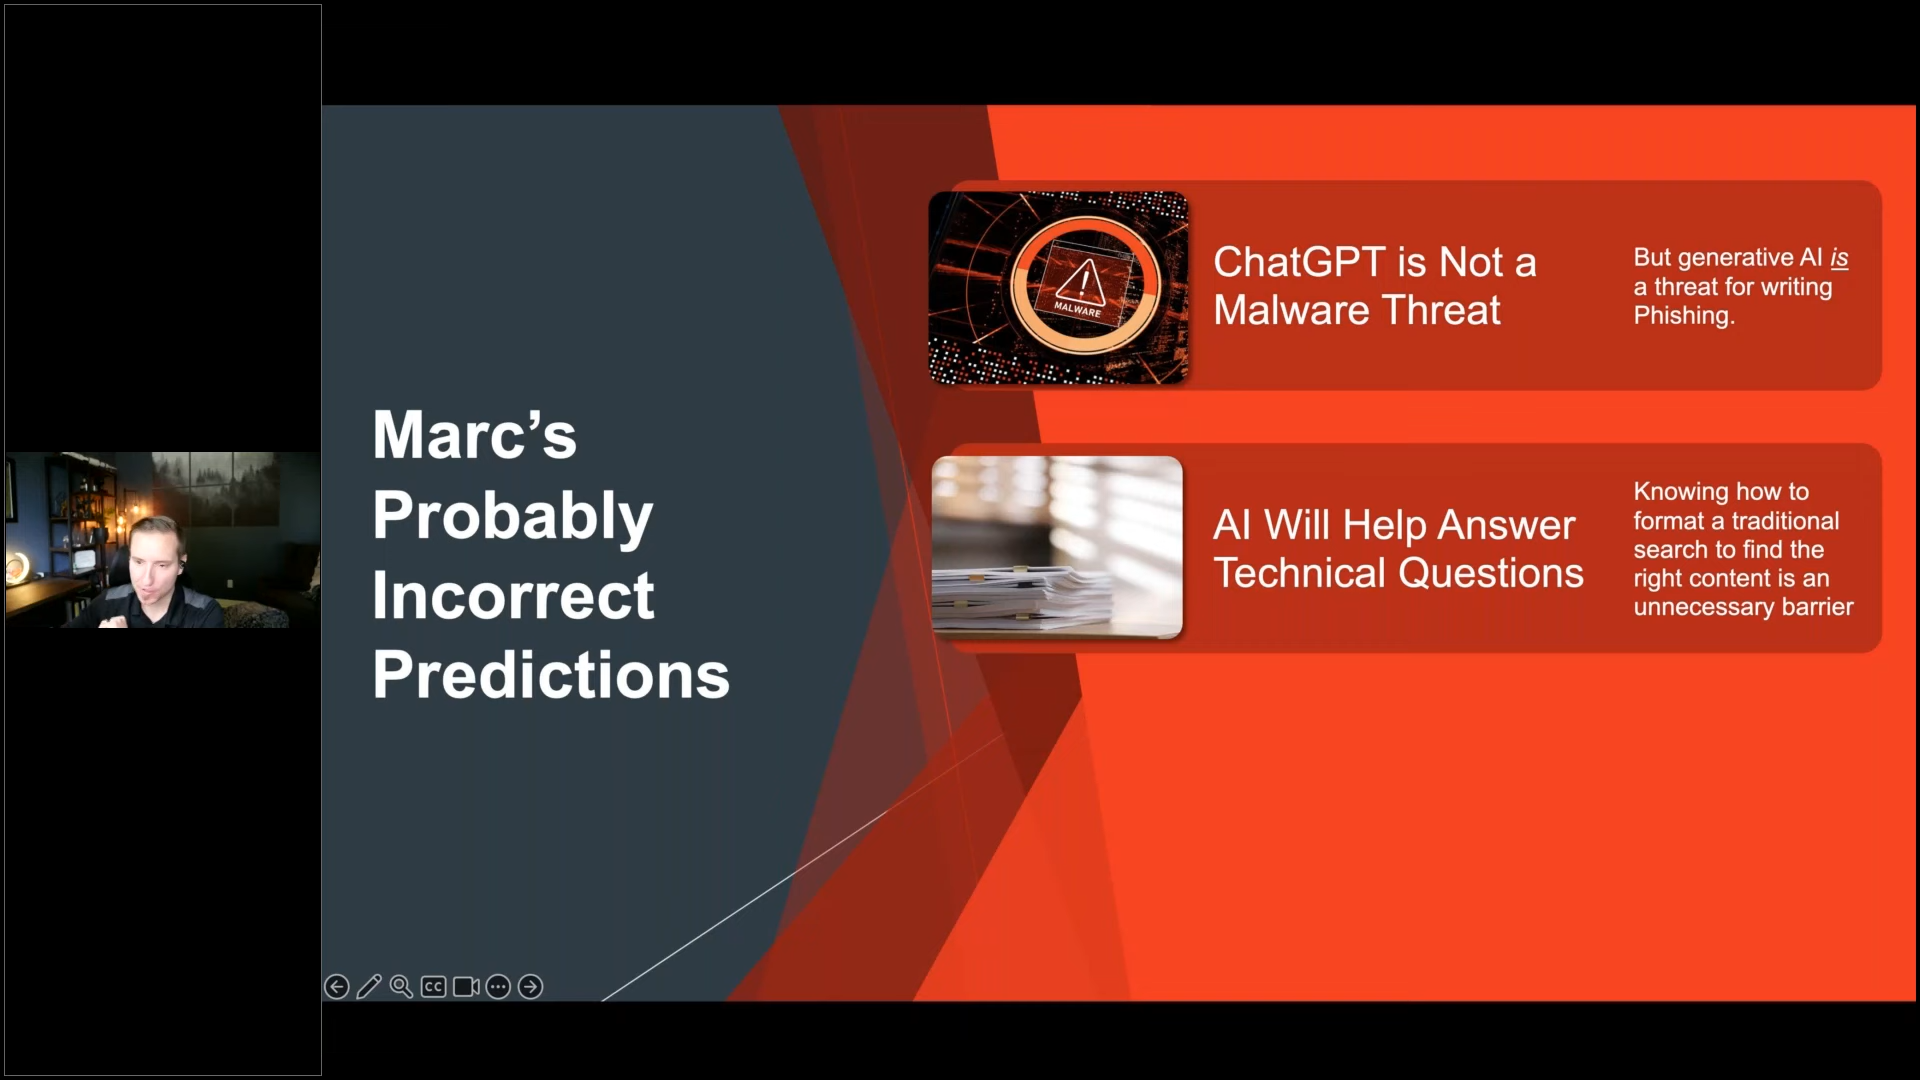 Marc’s
Probably
Incorrect
Predictions
MALWARE
ChatGPT is Not a
Malware Threat
But generative AI is
a threat for writing
Phishing.
AI Will Help Answer
Technical Questions
Knowing how to
format a traditional
search to find the
right content is an
unnecessary barrier
CC